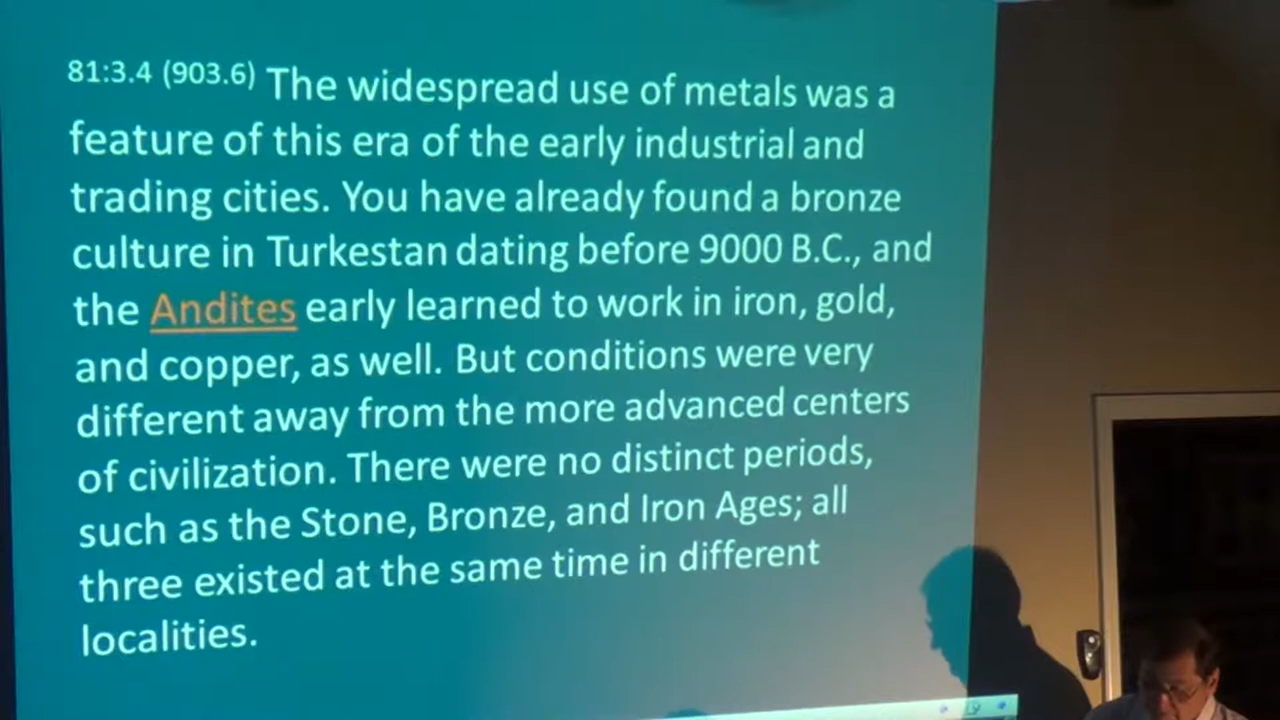 81:3.4 (903.6) The widespread use of metals was a
feature of this era of the early industrial and
trading cities. You have already found a bronze
culture in Turkestan dating before 9000 B.C., and
the Andites early learned to work in iron, gold,
and copper, as well. But conditions were very
different away from the more advanced centers
of civilization. There were no distinct periods,
such as the Stone, Bronze, and Iron Ages; all
three existed at the same time in different
localities.